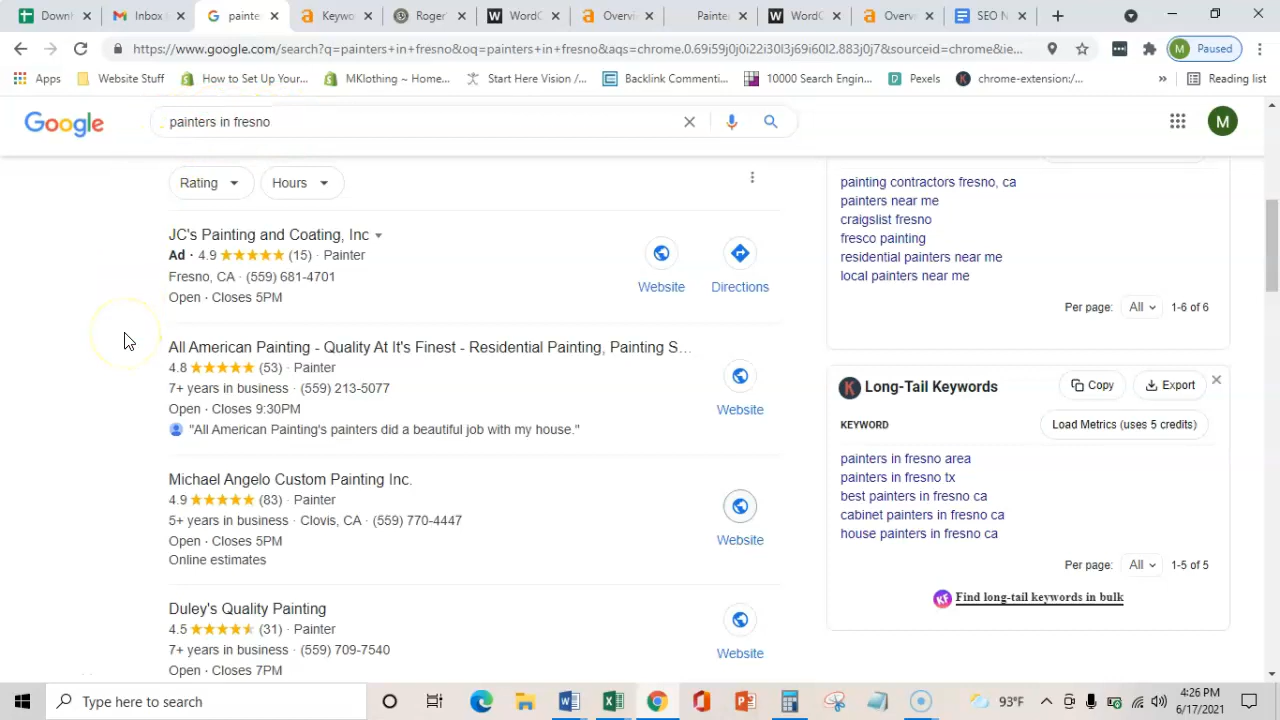 Down
Inbox
painte
Keywo
Roger
WordC
Overvi
Painter
WordC
Overv
SEO N
https://www.google.com/search?q=painters+in+fresno&oq=painters+in+fresno&aqs=chrome.0.69i59j0j0i22i30l3j69i60l2.883j0j7&sourceid=chrome&ie...
M Paused
Apps
Website Stuff
How to Set Up Your...
MKlothing ~ Home...
Start Here Vision /...
Backlink Commenti...
10000 Search Engin...
Pexels
chrome-extension:/...
»
Reading list
Google
painters in fresno
M
Rating
Hours
JC's Painting and Coating, Inc
Ad · 4.9 ★★★★★ (15) · Painter
Fresno, CA · (559) 681-4701
Open · Closes 5PM
Website
Directions
All American Painting - Quality At It's Finest - Residential Painting, Painting S...
4.8 ★★★★★ (53) · Painter
7+ years in business · (559) 213-5077
Open · Closes 9:30PM
"All American Painting's painters did a beautiful job with my house."
Website
Michael Angelo Custom Painting Inc.
4.9 ★★★★★ (83) · Painter
5+ years in business · Clovis, CA · (559) 770-4447
Open · Closes 5PM
Online estimates
Website
Duley's Quality Painting
4.5 ★★★★★ (31) · Painter
7+ years in business · (559) 709-7540
Open · Closes 7PM
Website
painting contractors fresno, ca
painters near me
craigslist fresno
fresco painting
residential painters near me
local painters near me
Per page: All 1-6 of 6
K Long-Tail Keywords
Copy
Export
KEYWORD
Load Metrics (uses 5 credits)
painters in fresno area
painters in fresno tx
best painters in fresno ca
cabinet painters in fresno ca
house painters in fresno ca
Per page: All 1-5 of 5
KF Find long-tail keywords in bulk
Type here to search
93°F
4:26 PM
6/17/2021